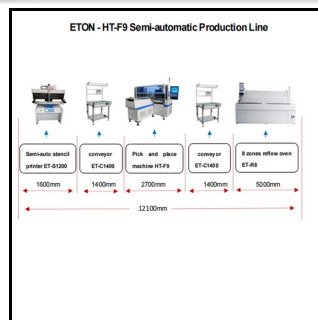 ETON - HT-F9 Semi-automatic Production Line
Semi-auto stencil
printer ET-S1200
conveyor
ET-C1400
Pick and place
machine HT-F9
conveyor
ET-C1400
8 zones reflow oven
ET-R8
1600mm
1400mm
2700mm
1400mm
5000mm
12100mm